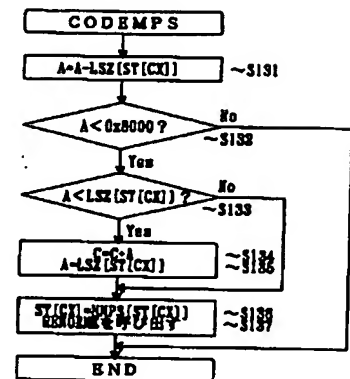 CODEMPS
A=A-LSZ[ST[CX]]
~S131
A<0x8000?
No
~S132
Yes
A<LSZ[ST[CX]]?
No
~S133
Yes
C=C+A
~S134
A=LSZ[ST[CX]]
~S135
ST[CX]=NMPS[ST[CX]]
~S136
RENORMEを呼び出す
~S137
END